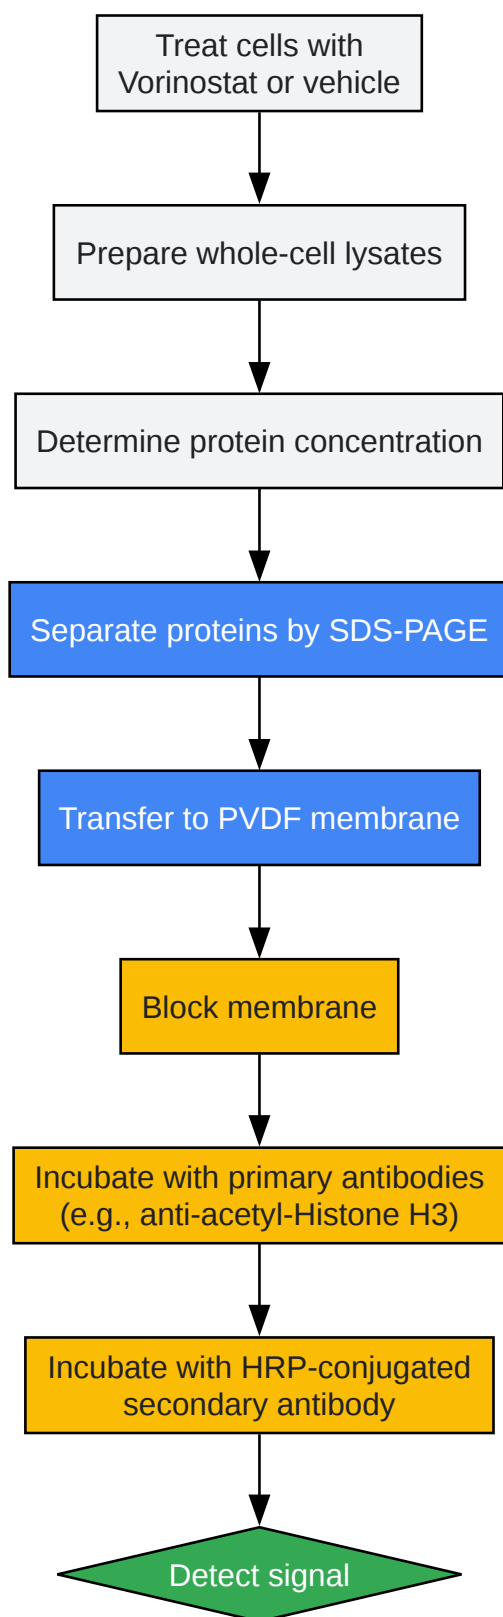 Treat cells with
Vorinostat or vehicle
Prepare whole-cell lysates
Determine protein concentration
Separate proteins by SDS-PAGE
Transfer to PVDF membrane
Block membrane
Incubate with primary antibodies
(e.g., anti-acetyl-Histone H3)
Incubate with HRP-conjugated
secondary antibody
Detect signal